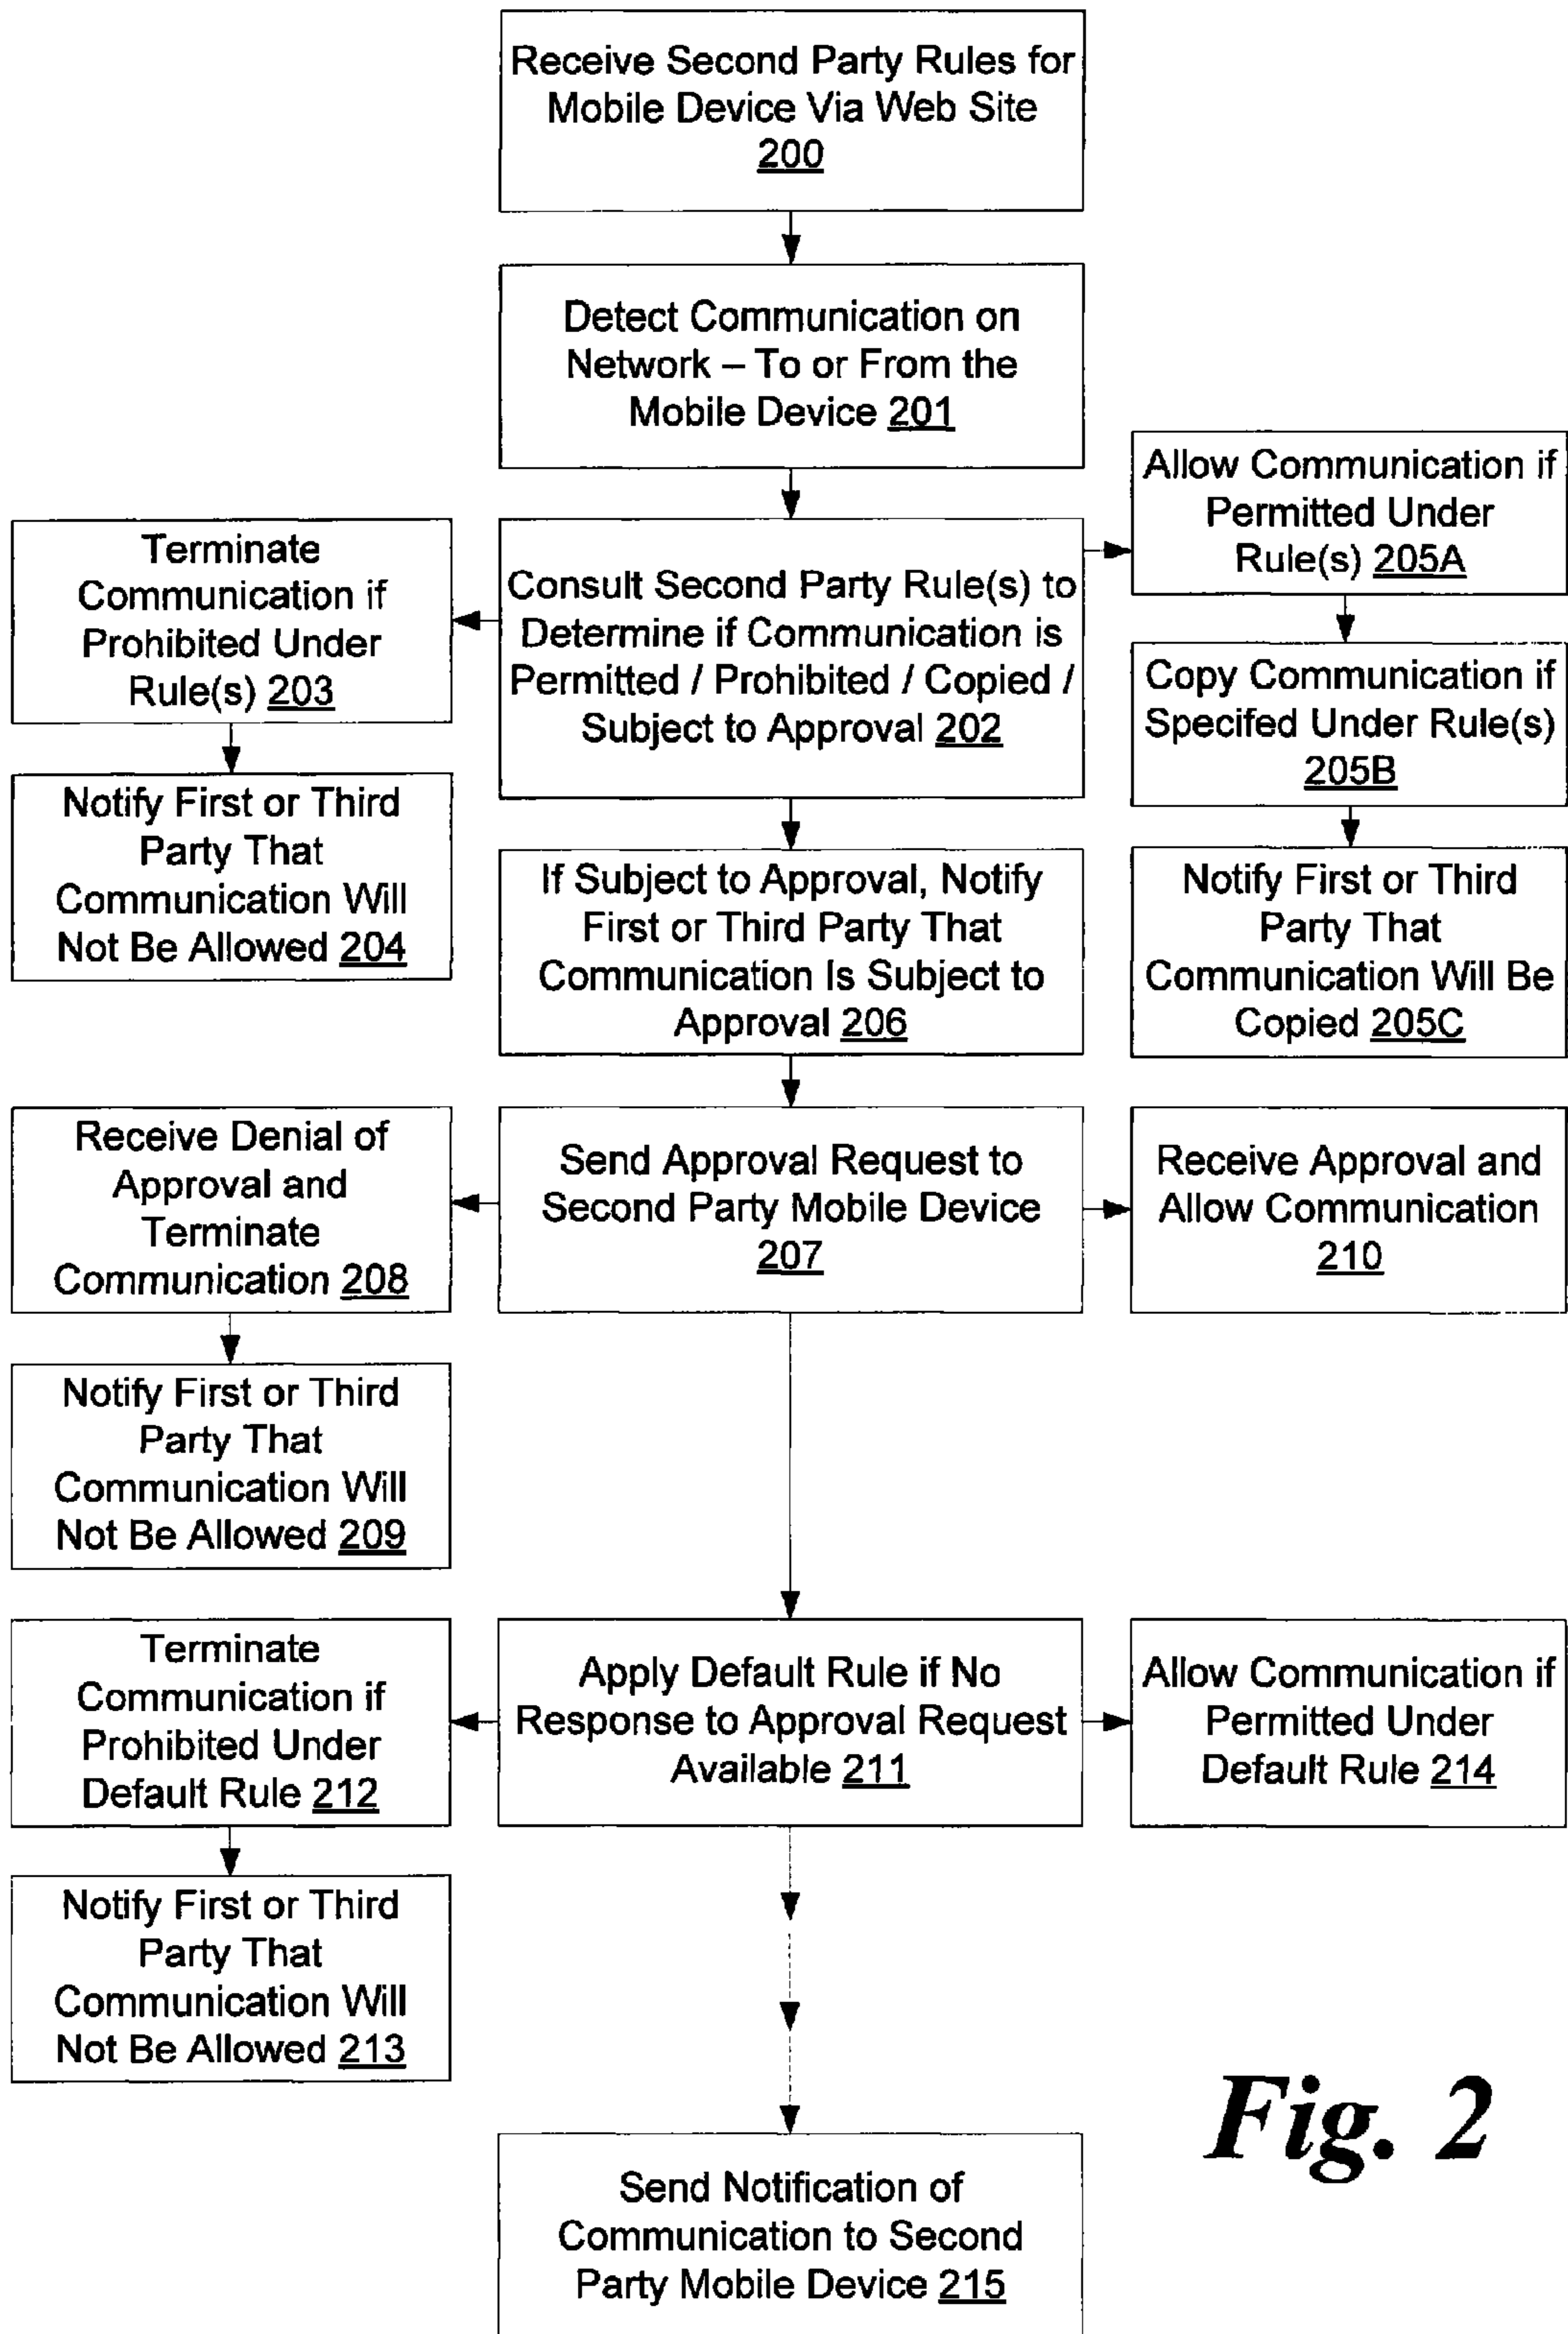 Receive Second Party Rules for
Mobile Device Via Web Site
200
Detect Communication on
Network – To or From the
Mobile Device 201
Allow Communication if
Permitted Under
Rule(s) 205A
Terminate
Communication if
Prohibited Under
Rule(s) 203
Consult Second Party Rule(s) to
Determine if Communication is
Permitted / Prohibited / Copied /
Subject to Approval 202
Copy Communication if
Specifed Under Rule(s)
205B
Notify First or Third
Party That
Communication Will
Not Be Allowed 204
If Subject to Approval, Notify
First or Third Party That
Communication Is Subject to
Approval 206
Notify First or Third
Party That
Communication Will Be
Copied 205C
Receive Denial of
Approval and
Terminate
Communication 208
Send Approval Request to
Second Party Mobile Device
207
Receive Approval and
Allow Communication
210
Notify First or Third
Party That
Communication Will
Not Be Allowed 209
Terminate
Communication if
Prohibited Under
Default Rule 212
Apply Default Rule if No
Response to Approval Request
Available 211
Allow Communication if
Permitted Under
Default Rule 214
Notify First or Third
Party That
Communication Will
Not Be Allowed 213
Send Notification of
Communication to Second
Party Mobile Device 215
Fig. 2